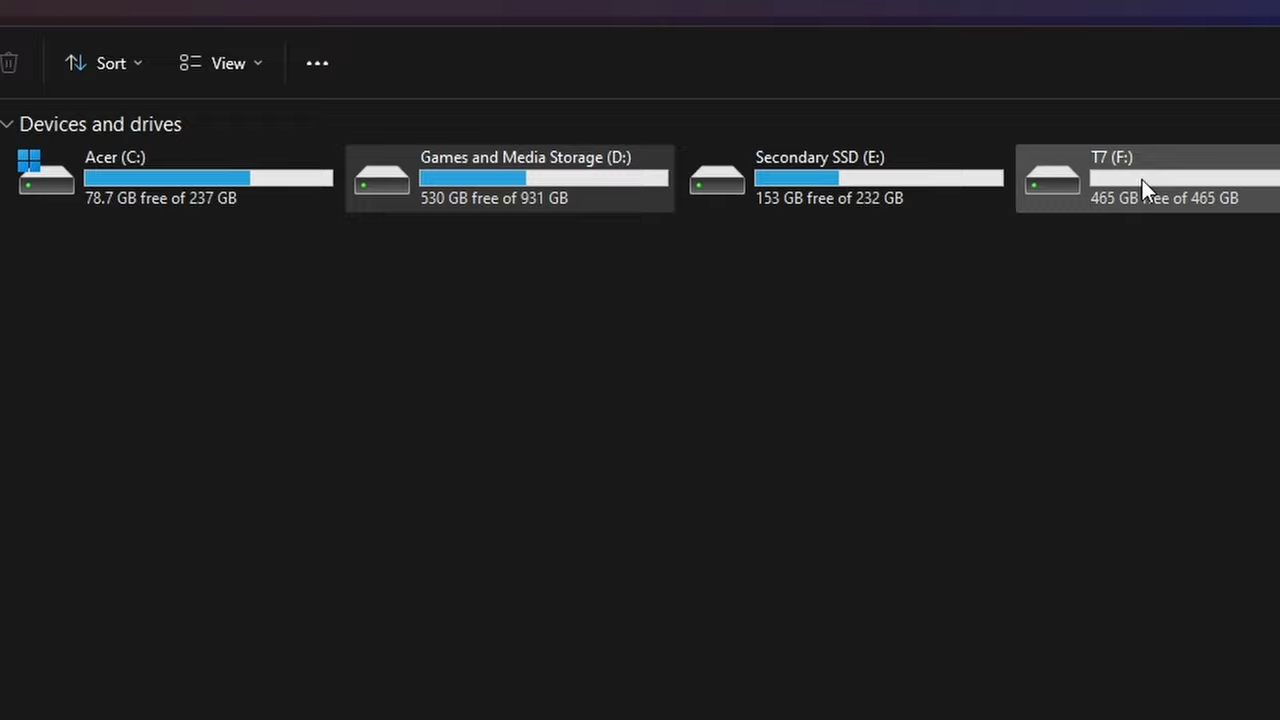 Sort View
Devices and drives
Acer (C:)
78.7 GB free of 237 GB
Games and Media Storage (D:)
530 GB free of 931 GB
Secondary SSD (E:)
153 GB free of 232 GB
T7 (F:)
465 GB free of 465 GB